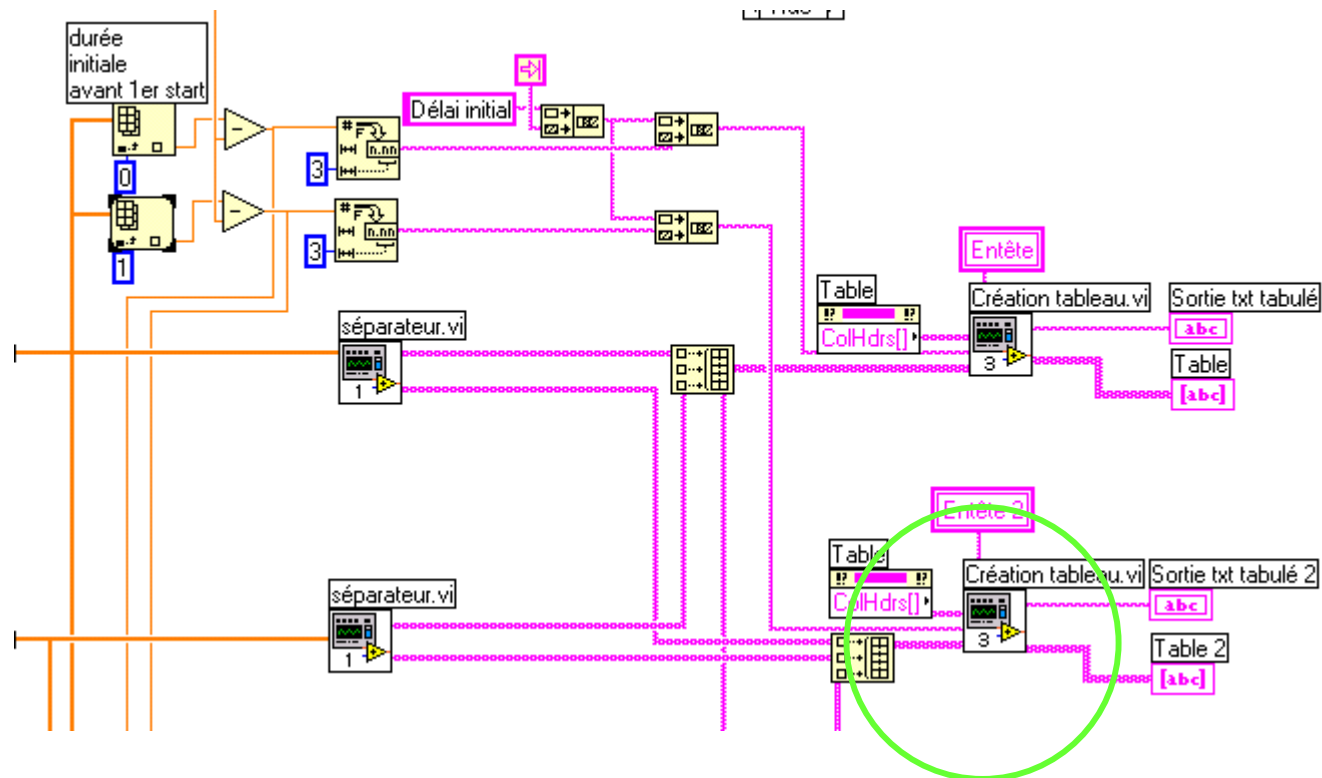 durée
initiale
avant 1er start
0
1
#
n.nn
3
#
n.nn
3
Délai initial
Entête
Table
ColHdrs[]
Création tableau.vi
3
Sortie txt tabulé
abc
Table
[abc]
séparateur.vi
1
Entête 2
Table
ColHdrs[]
Création tableau.vi
3
Sortie txt tabulé 2
abc
Table 2
[abc]
séparateur.vi
1